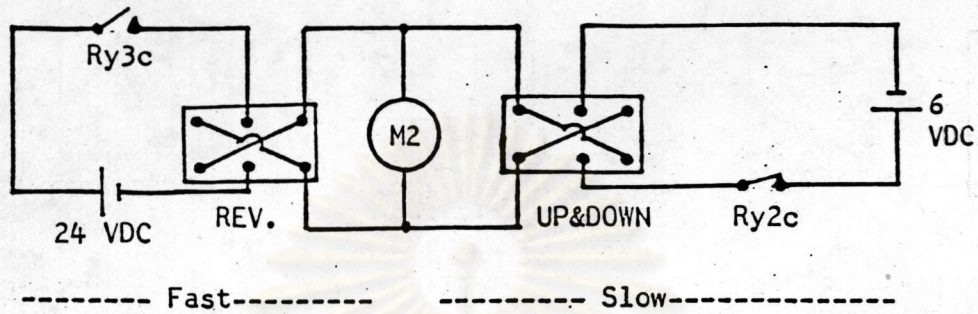 Ry3c
M2
6
VDC
24 VDC
REV.
UP&DOWN
Ry2c
-------- Fast--------- --------- Slow---------------